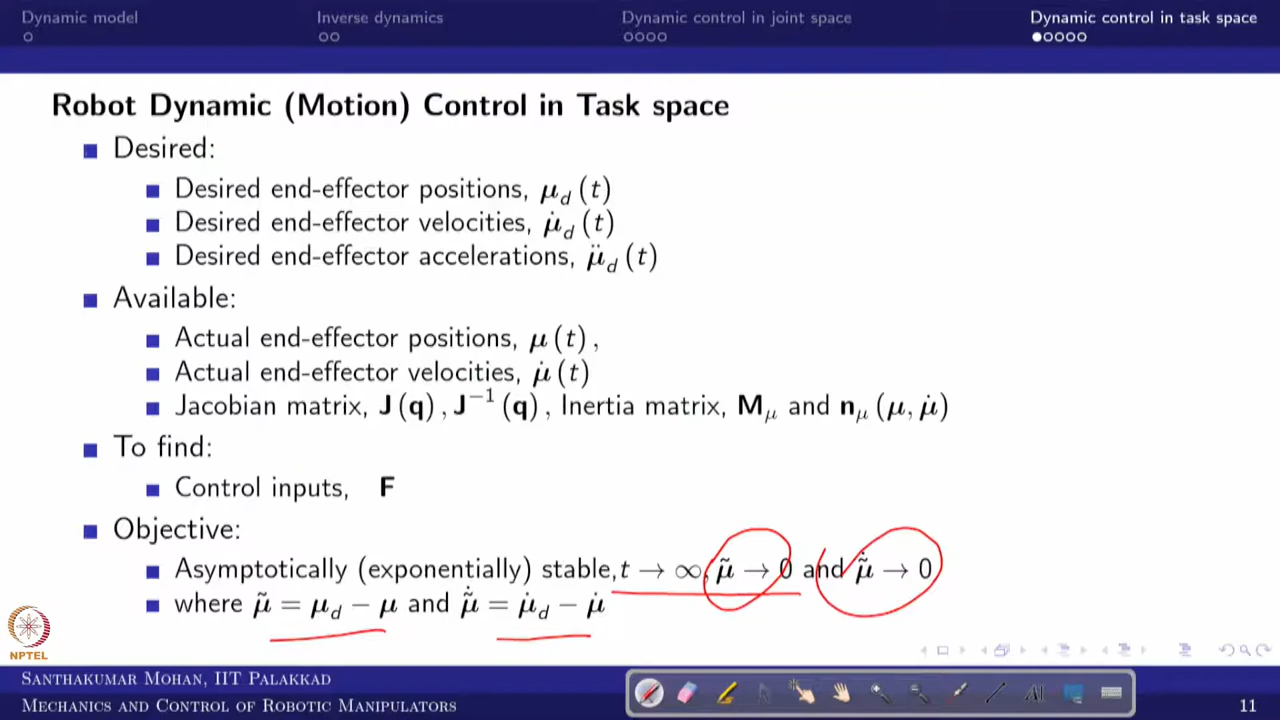 Dynamic model Inverse dynamics Dynamic control in joint space Dynamic control in task space
Robot Dynamic (Motion) Control in Task space
Desired:
Desired end-effector positions, μ_d (t)
Desired end-effector velocities, μ̇_d (t)
Desired end-effector accelerations, μ̈_d (t)
Available:
Actual end-effector positions, μ (t) ,
Actual end-effector velocities, μ̇ (t)
Jacobian matrix, J (q) , J⁻¹ (q) , Inertia matrix, M_μ and n_μ (μ, μ̇)
To find:
Control inputs, F
Objective:
Asymptotically (exponentially) stable, t → ∞, μ̃ → 0 and μ̃̇ → 0
where μ̃ = μ_d − μ and μ̃̇ = μ̇_d − μ̇
NPTEL
SANTHAKUMAR MOHAN, IIT PALAKKAD
MECHANICS AND CONTROL OF ROBOTIC MANIPULATORS 11